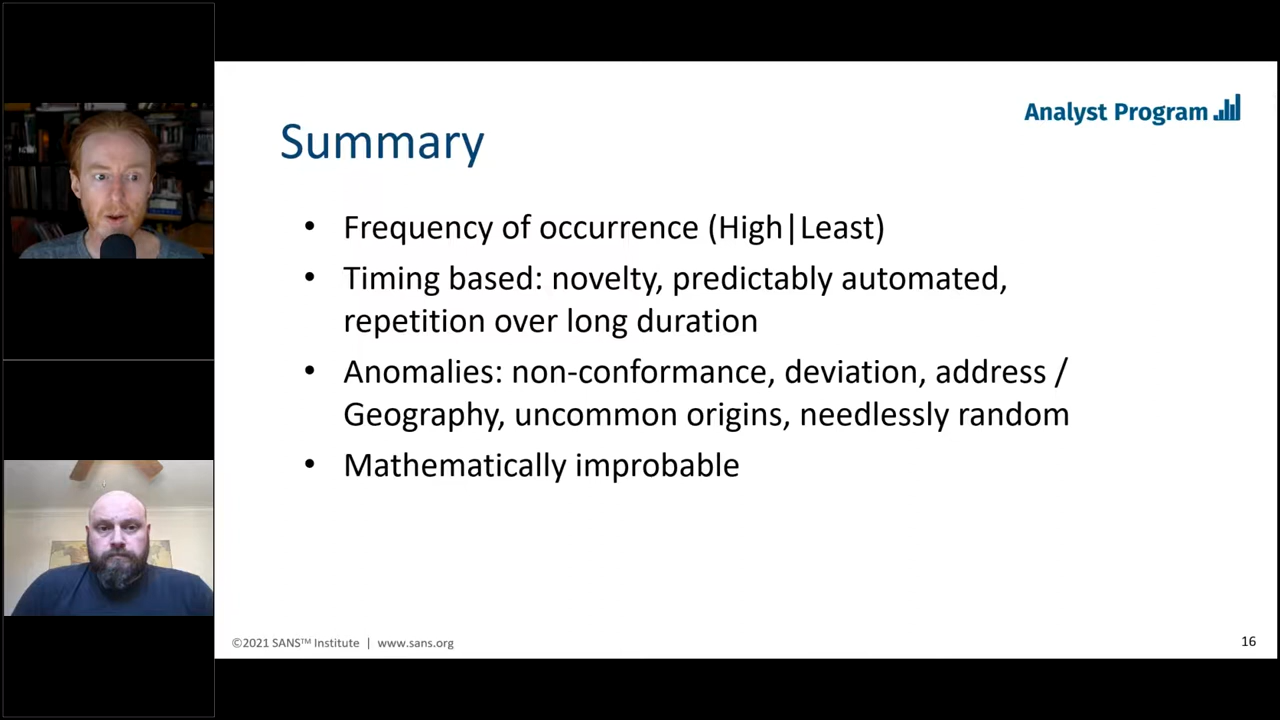 Analyst Program
Summary
• Frequency of occurrence (High|Least)
• Timing based: novelty, predictably automated,
repetition over long duration
• Anomalies: non-conformance, deviation, address /
Geography, uncommon origins, needlessly random
• Mathematically improbable
©2021 SANS™ Institute | www.sans.org
16